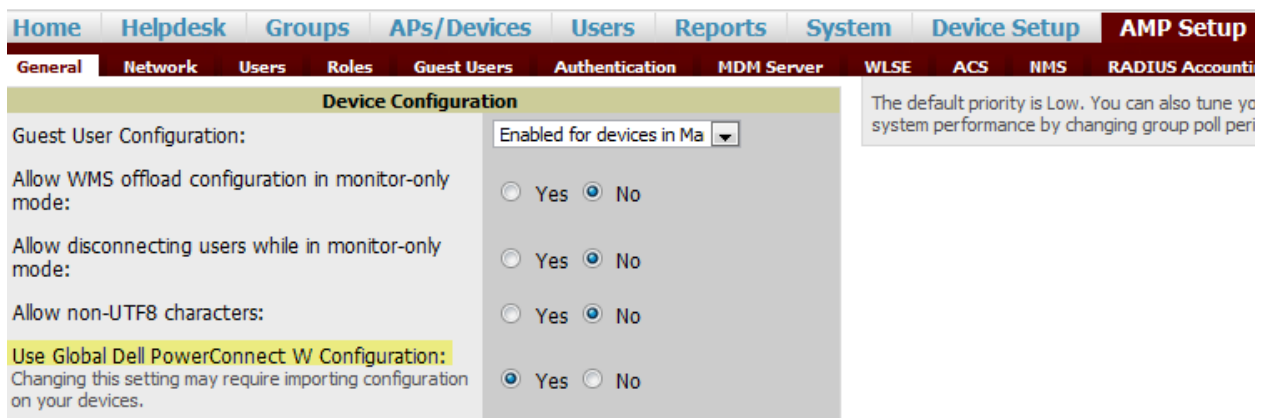 Home Helpdesk Groups APs/Devices Users Reports System Device Setup AMP Setup
General Network Users Roles Guest Users Authentication MDM Server WLSE ACS NMS RADIUS
Device Configuration
The default priority is Low. You can also tune
system performance by changing group poll
Guest User Configuration: Enabled for devices in Ma
Allow WMS offload configuration in monitor-only
mode:
Yes No
Allow disconnecting users while in monitor-only
mode:
Yes No
Allow non-UTF8 characters: Yes No
Use Global Dell PowerConnect W Configuration:
Changing this setting may require importing configuration
on your devices.
Yes No